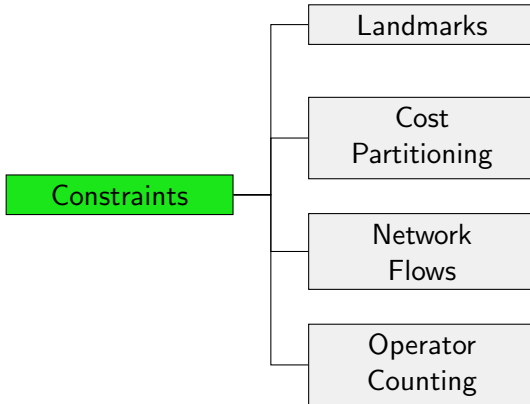 Landmarks
Cost
Partitioning
Constraints
Network
Flows
Operator
Counting